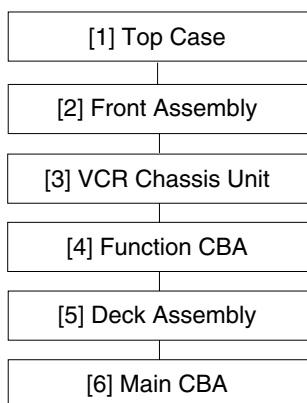 [1] Top Case
[2] Front Assembly
[3] VCR Chassis Unit
[4] Function CBA
[5] Deck Assembly
[6] Main CBA